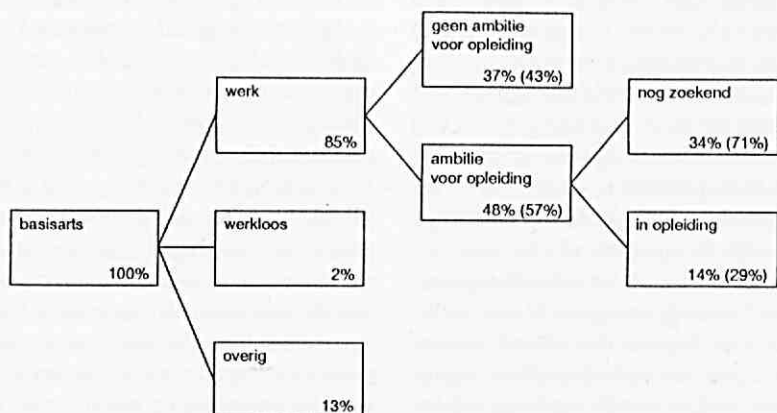 geen ambitie
voor opleiding
37% (43%)
werk
85%
nog zoekend
34% (71%)
ambitie
voor opleiding
48% (57%)
basisarts
100%
werkloos
2%
in opleiding
14% (29%)
overig
13%